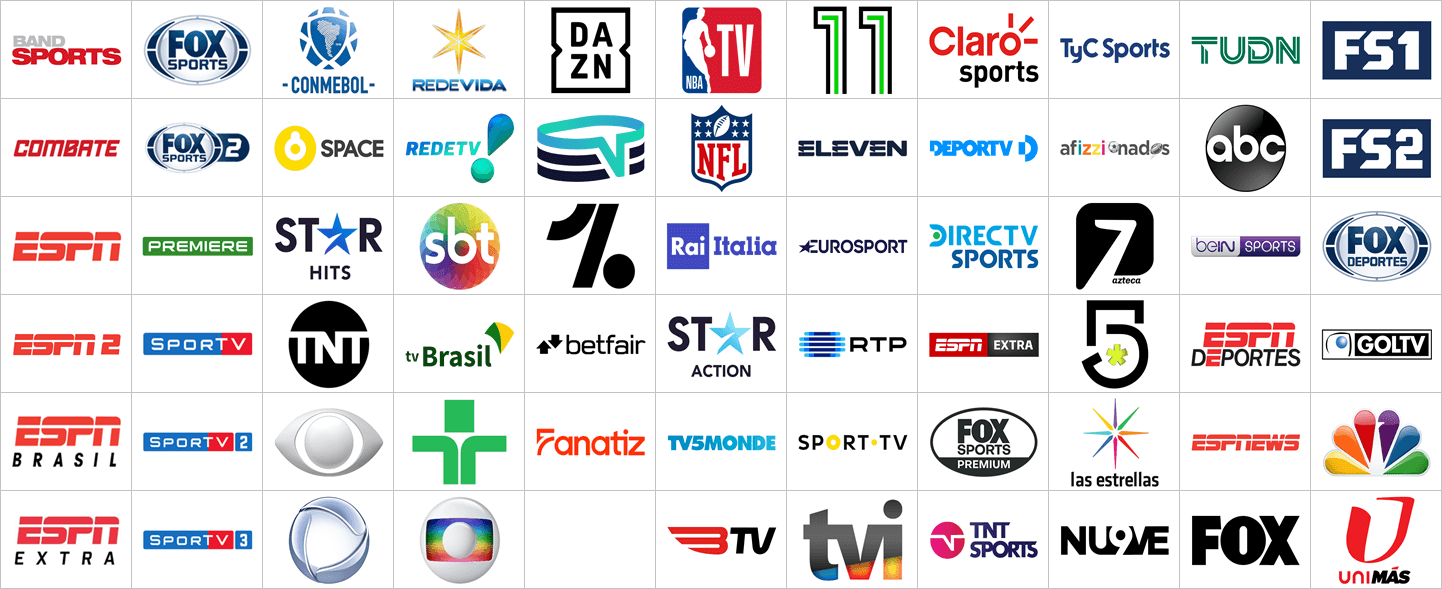 BAND
SPORTS
FOX
SPORTS
-CONMEBOL-
REDEVIDA
DA
ZN
NBA
TV
11
Claro
sports
TyC Sports
TUDN
FS1
COMBATE
FOX
SPORTS 2
SPACE
REDETV!
NFL
ELEVEN
DEPORTV D
afizzionados
abc
FS2
ESPN
PREMIERE
STAR
HITS
sbt
1.
Rai Italia
EUROSPORT
DIRECTV
SPORTS
7
azteca
beIN SPORTS
FOX
DEPORTES
ESPN 2
SPORTV
TNT
tv Brasil
betfair
STAR
ACTION
RTP
ESPN EXTRA
5
*
ESPN
DEPORTES
GOLTV
ESPN
BRASIL
SPORTV 2
Fanatiz
TV5MONDE
SPORT•TV
FOX
SPORTS
PREMIUM
las estrellas
ESPNEWS
ESPN
EXTRA
SPORTV 3
BTV
tvi
TNT
SPORTS
NU9VE
FOX
U
UNIMÁS